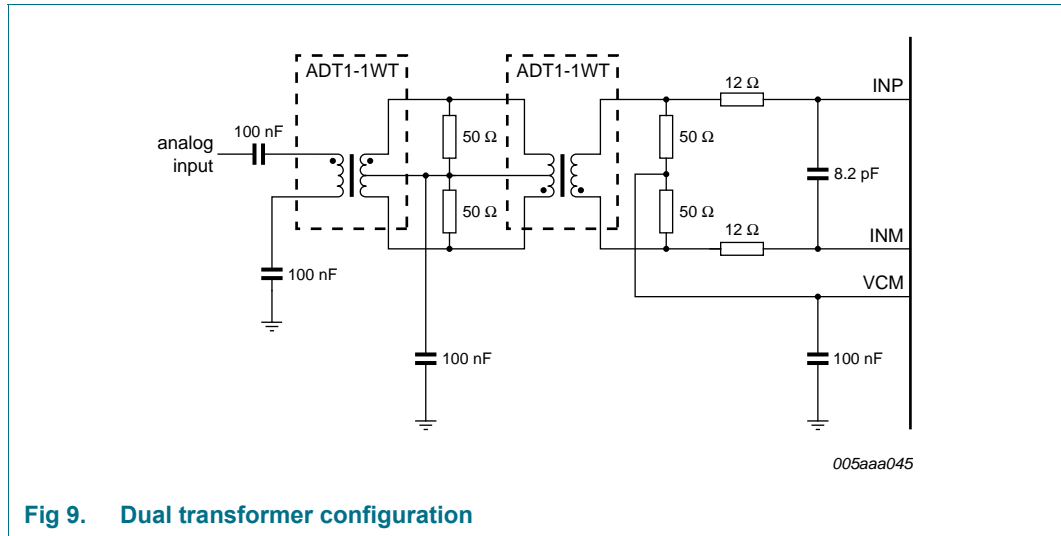 ADT1-1WT
ADT1-1WT
12 Ω
INP
100 nF
analog
input
50 Ω
50 Ω
8.2 pF
50 Ω
50 Ω
12 Ω
INM
100 nF
VCM
100 nF
100 nF
005aaa045
Fig 9. Dual transformer configuration